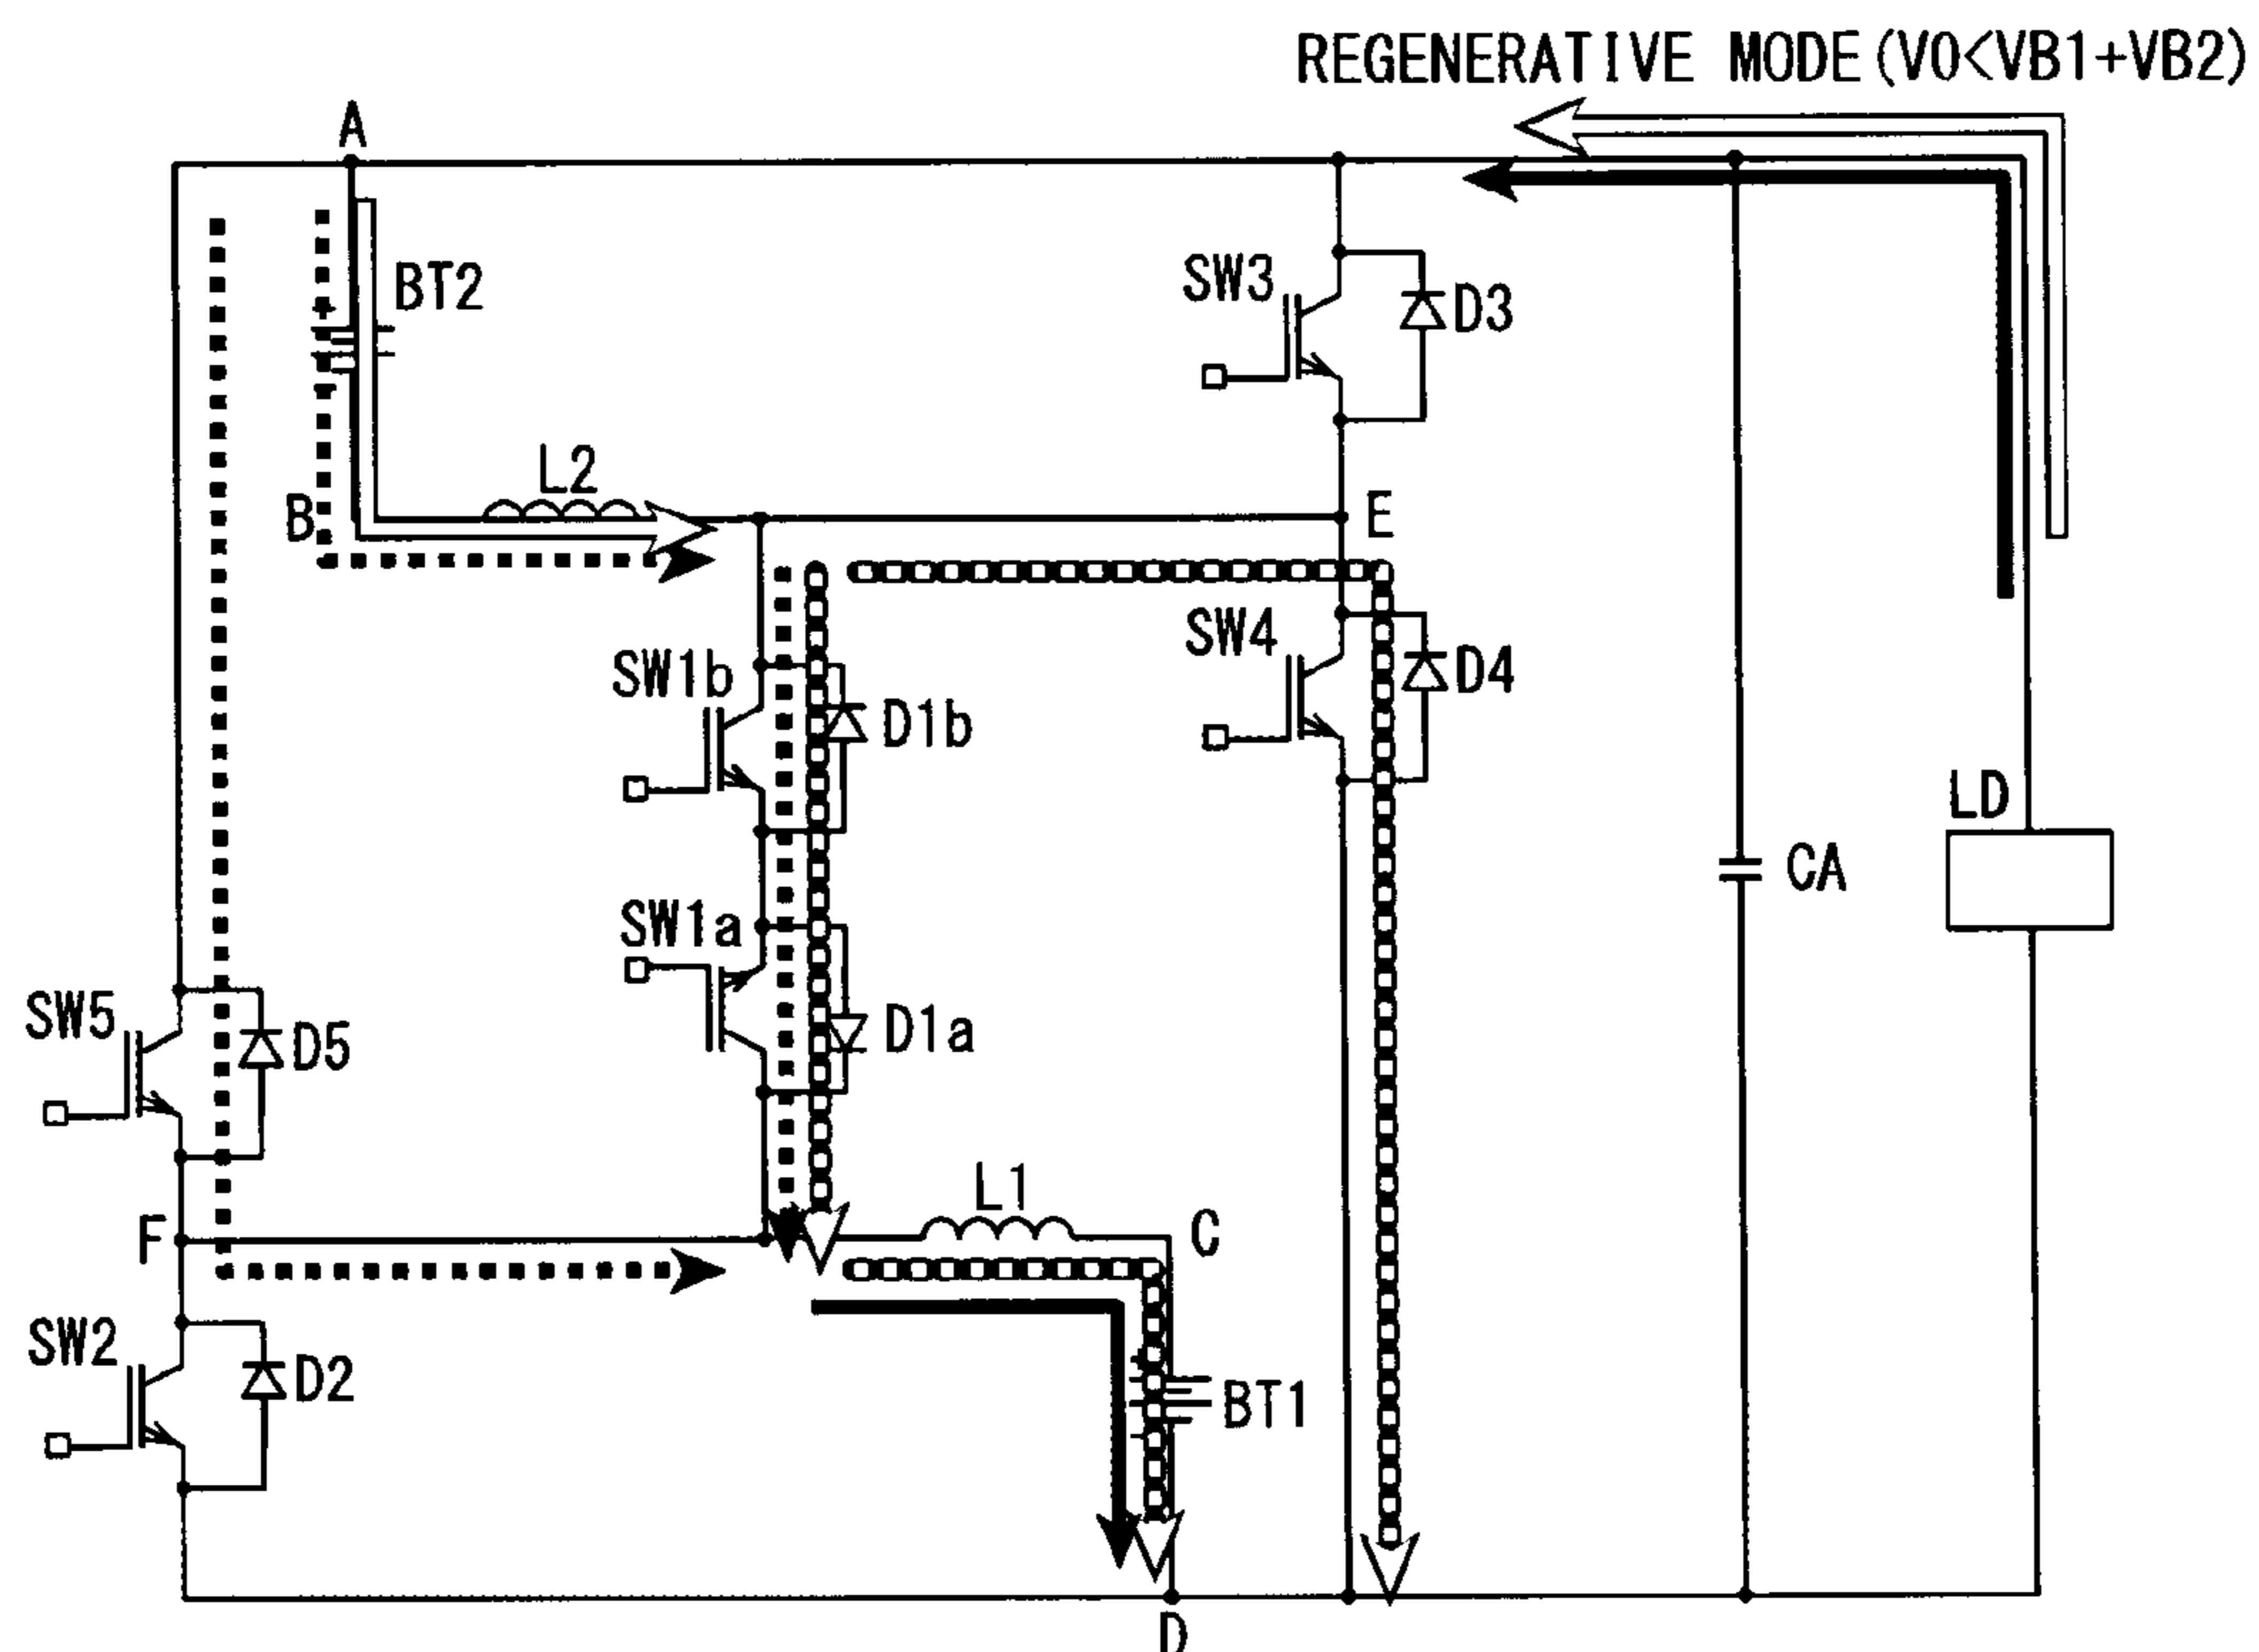 REGENERATIVE MODE(V0<VB1+VB2)
A
BT2
+
-
SW3
D3
L2
B
E
SW4
D4
SW1b
D1b
LD
CA
SW1a
D1a
SW5
D5
L1
F
C
SW2
D2
BT1
D